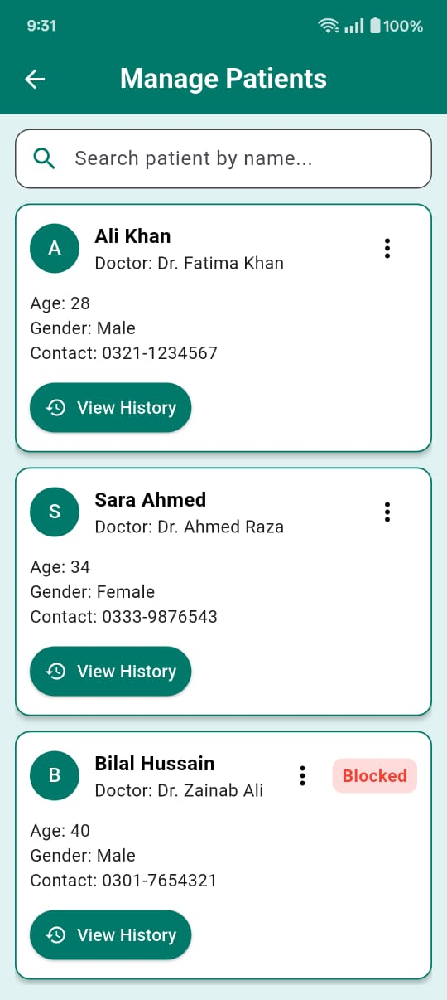 9:31
100%
Manage Patients
Search patient by name...
A
Ali Khan
Doctor: Dr. Fatima Khan
Age: 28
Gender: Male
Contact: 0321-1234567
View History
S
Sara Ahmed
Doctor: Dr. Ahmed Raza
Age: 34
Gender: Female
Contact: 0333-9876543
View History
B
Bilal Hussain
Doctor: Dr. Zainab Ali
Blocked
Age: 40
Gender: Male
Contact: 0301-7654321
View History